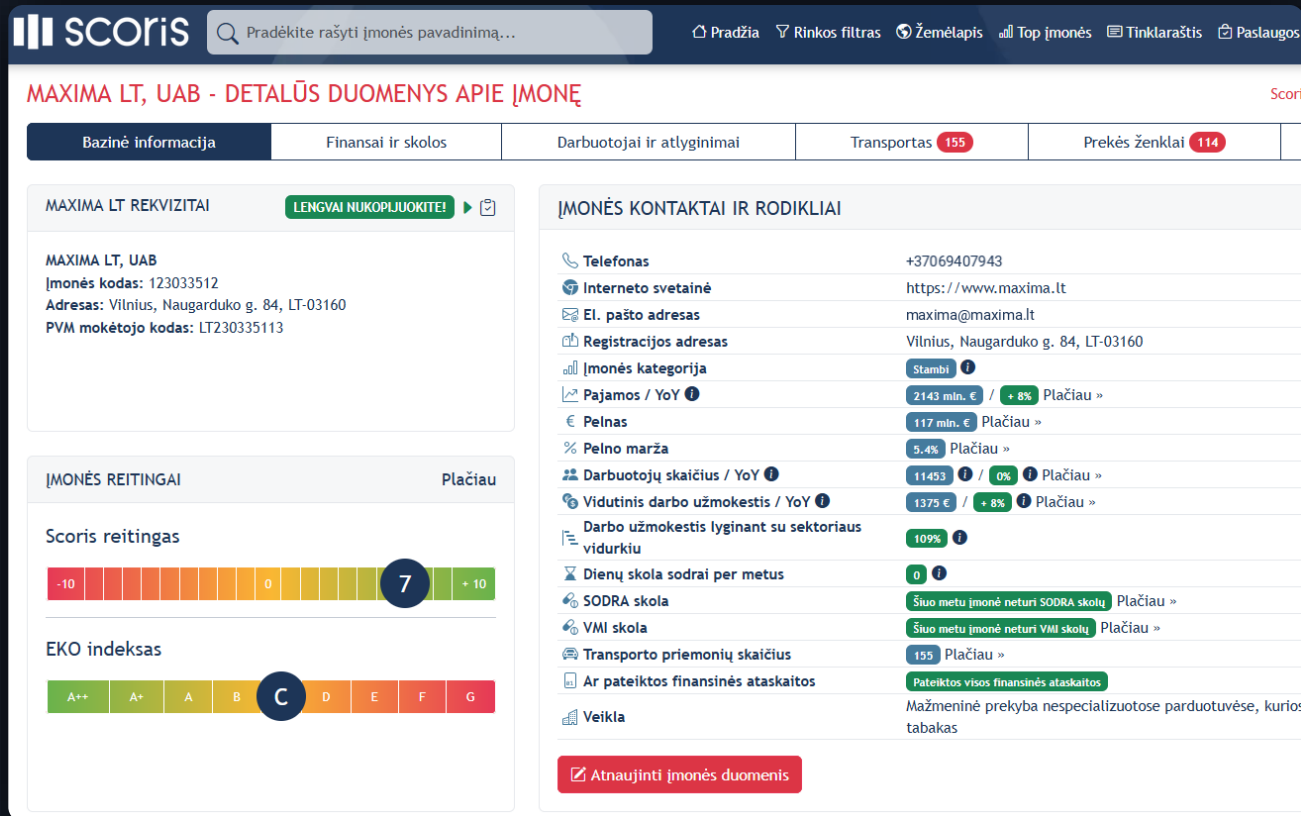 scoris
Pradėkite rašyti įmonės pavadinimą...
Pradžia
Rinkos filtras
Žemėlapis
Top įmonės
Tinklaraštis
Paslaugos
MAXIMA LT, UAB - DETALŪS DUOMENYS APIE ĮMONĘ
Scori
Bazinė informacija
Finansai ir skolos
Darbuotojai ir atlyginimai
Transportas 155
Prekės ženklai 114
MAXIMA LT REKVIZITAI
LENGVAI NUKOPIJUOKITE!
MAXIMA LT, UAB
Įmonės kodas: 123033512
Adresas: Vilnius, Naugarduko g. 84, LT-03160
PVM mokėtojo kodas: LT230335113
ĮMONĖS REITINGAI
Plačiau
Scoris reitingas
-10 0 7 + 10
EKO indeksas
A++ A+ A B C D E F G
ĮMONĖS KONTAKTAI IR RODIKLIAI
Telefonas +37069407943
Interneto svetainė https://www.maxima.lt
El. pašto adresas maxima@maxima.lt
Registracijos adresas Vilnius, Naugarduko g. 84, LT-03160
Įmonės kategorija Stambi
Pajamos / YoY 2143 mln. € / + 8% Plačiau »
Pelnas 117 mln. € Plačiau »
Pelno marža 5.4% Plačiau »
Darbuotojų skaičius / YoY 11453 / 0% Plačiau »
Vidutinis darbo užmokestis / YoY 1375 € / + 8% Plačiau »
Darbo užmokestis lyginant su sektoriaus
vidurkiu 109%
Dienų skola sodrai per metus 0
SODRA skola Šiuo metu įmonė neturi SODRA skolų Plačiau »
VMI skola Šiuo metu įmonė neturi VMI skolų Plačiau »
Transporto priemonių skaičius 155 Plačiau »
Ar pateiktos finansinės ataskaitos Pateiktos visos finansinės ataskaitos
Veikla Mažmeninė prekyba nespecializuotose parduotuvėse, kurios
tabakas
Atnaujinti įmonės duomenis